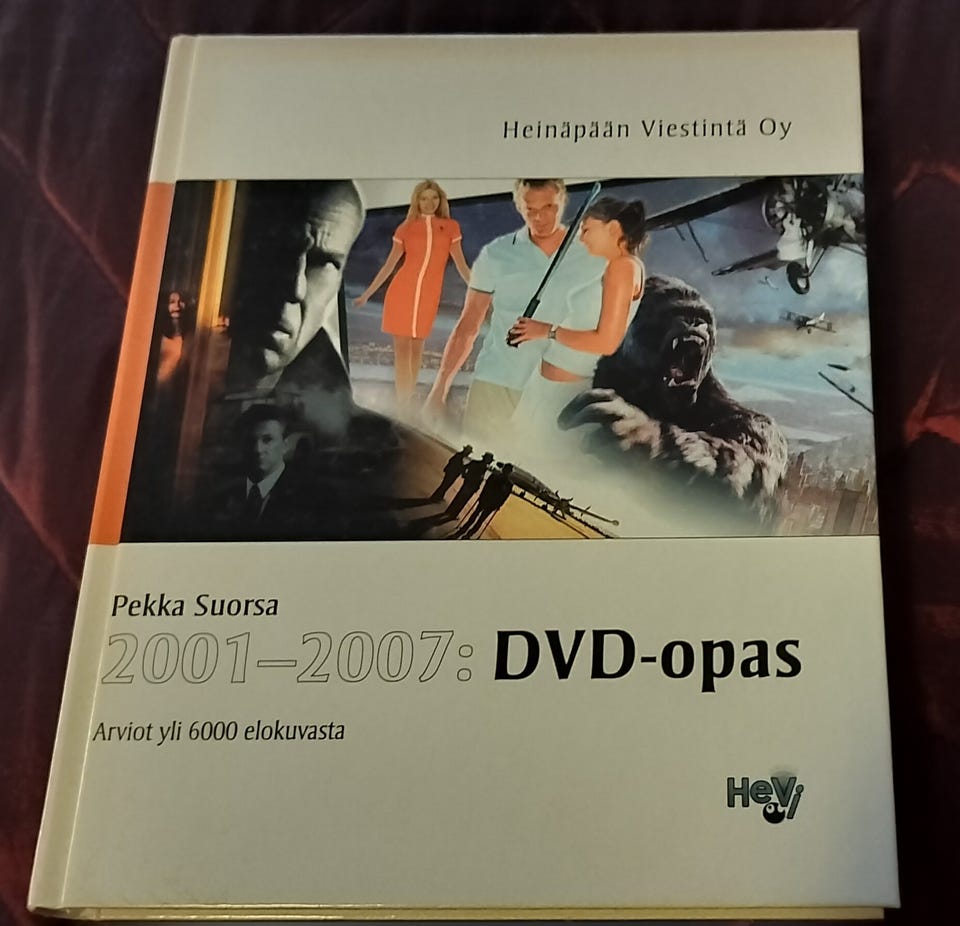 Heinäpään Viestintä Oy
Pekka Suorsa
2001–2007: DVD-opas
Arviot yli 6000 elokuvasta
HeVi